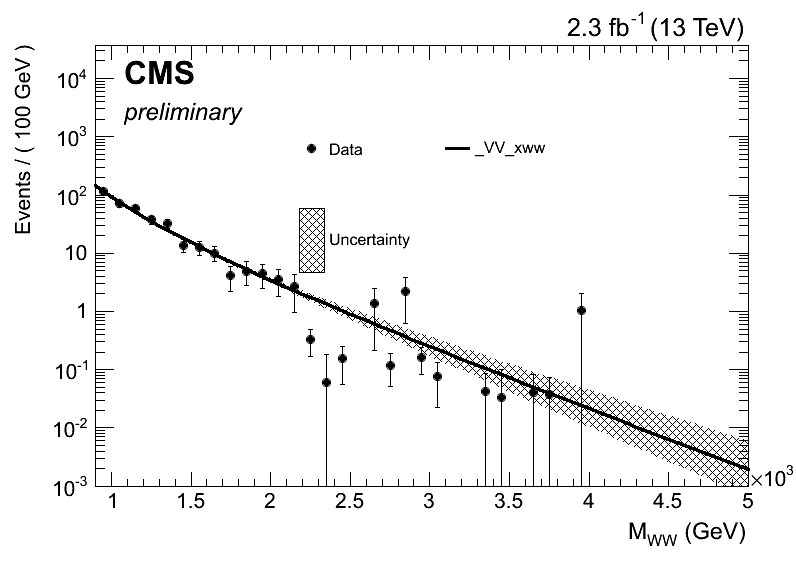 2.3 fb⁻¹ (13 TeV)
CMS
preliminary
Data
_VV_xww
Uncertainty
Events / ( 100 GeV )
10⁴
10³
10²
10
1
10⁻¹
10⁻²
10⁻³
1 1.5 2 2.5 3 3.5 4 4.5 5
×10³
M_WW (GeV)